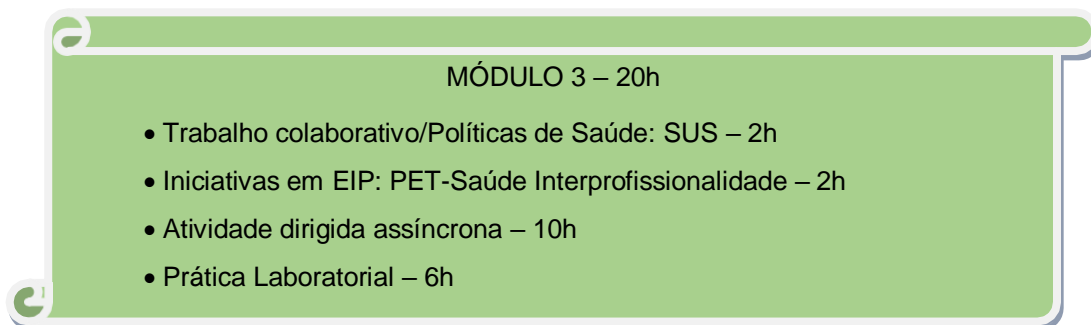 MÓDULO 3 – 20h
• Trabalho colaborativo/Políticas de Saúde: SUS – 2h
• Iniciativas em EIP: PET-Saúde Interprofissionalidade – 2h
• Atividade dirigida assíncrona – 10h
• Prática Laboratorial – 6h